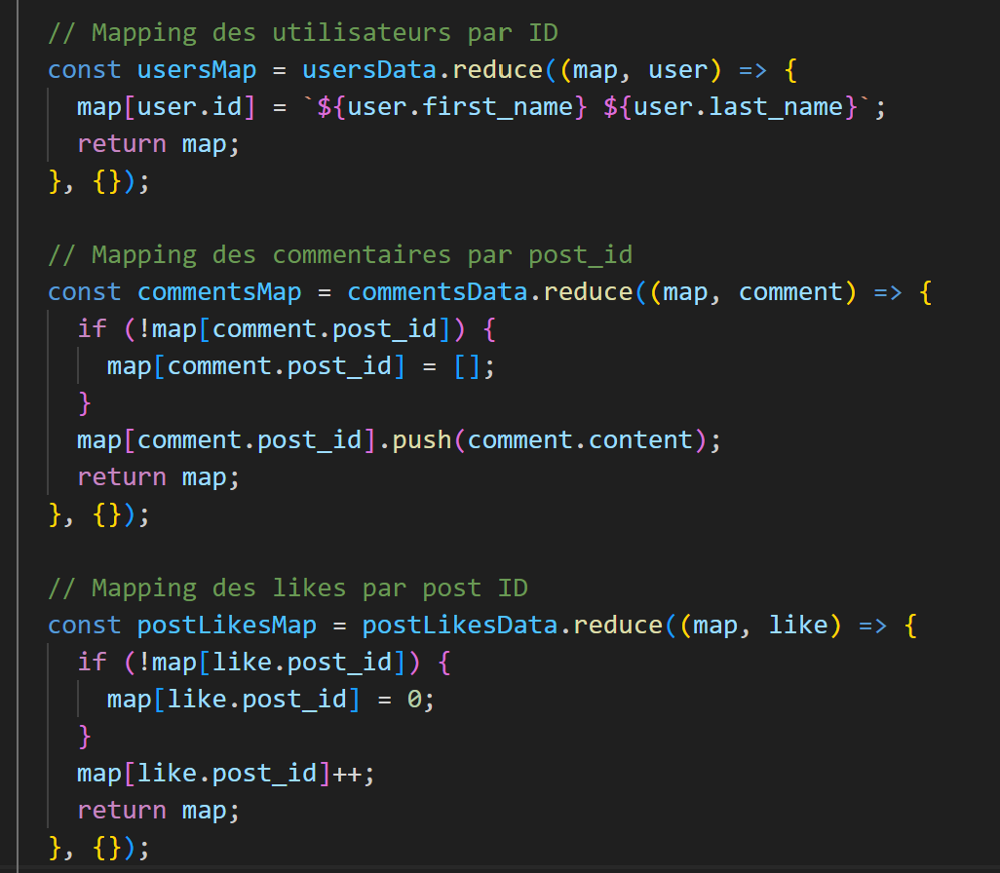 // Mapping des utilisateurs par ID
const usersMap = usersData.reduce((map, user) => {
  map[user.id] = `${user.first_name} ${user.last_name}`;
  return map;
}, {});

// Mapping des commentaires par post_id
const commentsMap = commentsData.reduce((map, comment) => {
  if (!map[comment.post_id]) {
    map[comment.post_id] = [];
  }
  map[comment.post_id].push(comment.content);
  return map;
}, {});

// Mapping des likes par post ID
const postLikesMap = postLikesData.reduce((map, like) => {
  if (!map[like.post_id]) {
    map[like.post_id] = 0;
  }
  map[like.post_id]++;
  return map;
}, {});